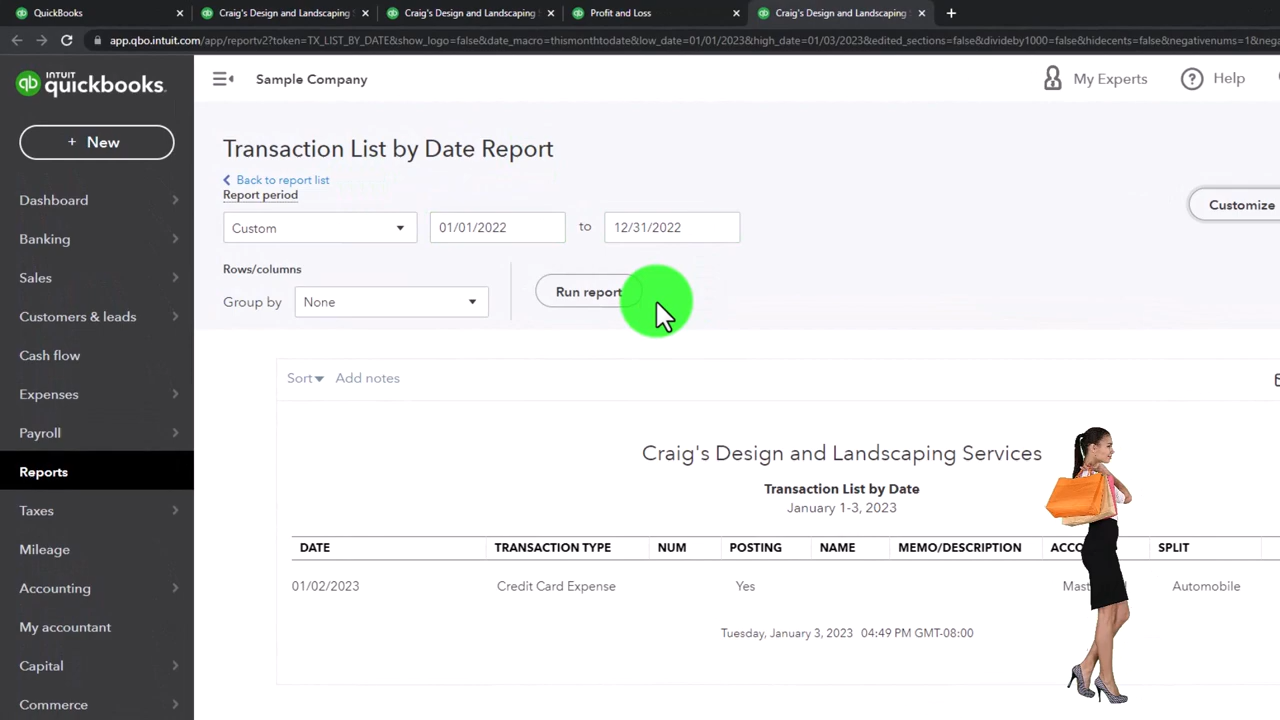 QuickBooks
Craig's Design and Landscaping
Craig's Design and Landscaping
Profit and Loss
Craig's Design and Landscaping
app.qbo.intuit.com/app/reportv2?token=TX_LIST_BY_DATE&show_logo=false&date_macro=thismonthtodate&low_date=01/01/2023&high_date=01/03/2023&edited_sections=false&divideby1000=false&hidecents=false&negativenums=1&neg
INTUIT
quickbooks.
Sample Company
My Experts
Help
+ New
Dashboard
Banking
Sales
Customers & leads
Cash flow
Expenses
Payroll
Reports
Taxes
Mileage
Accounting
My accountant
Capital
Commerce
Transaction List by Date Report
Back to report list
Report period
Custom
01/01/2022
to
12/31/2022
Customize
Rows/columns
Group by
None
Run report
Sort
Add notes
Craig's Design and Landscaping Services
Transaction List by Date
January 1-3, 2023
DATE TRANSACTION TYPE NUM POSTING NAME MEMO/DESCRIPTION SPLIT
01/02/2023 Credit Card Expense Yes Automobile
Tuesday, January 3, 2023 04:49 PM GMT-08:00